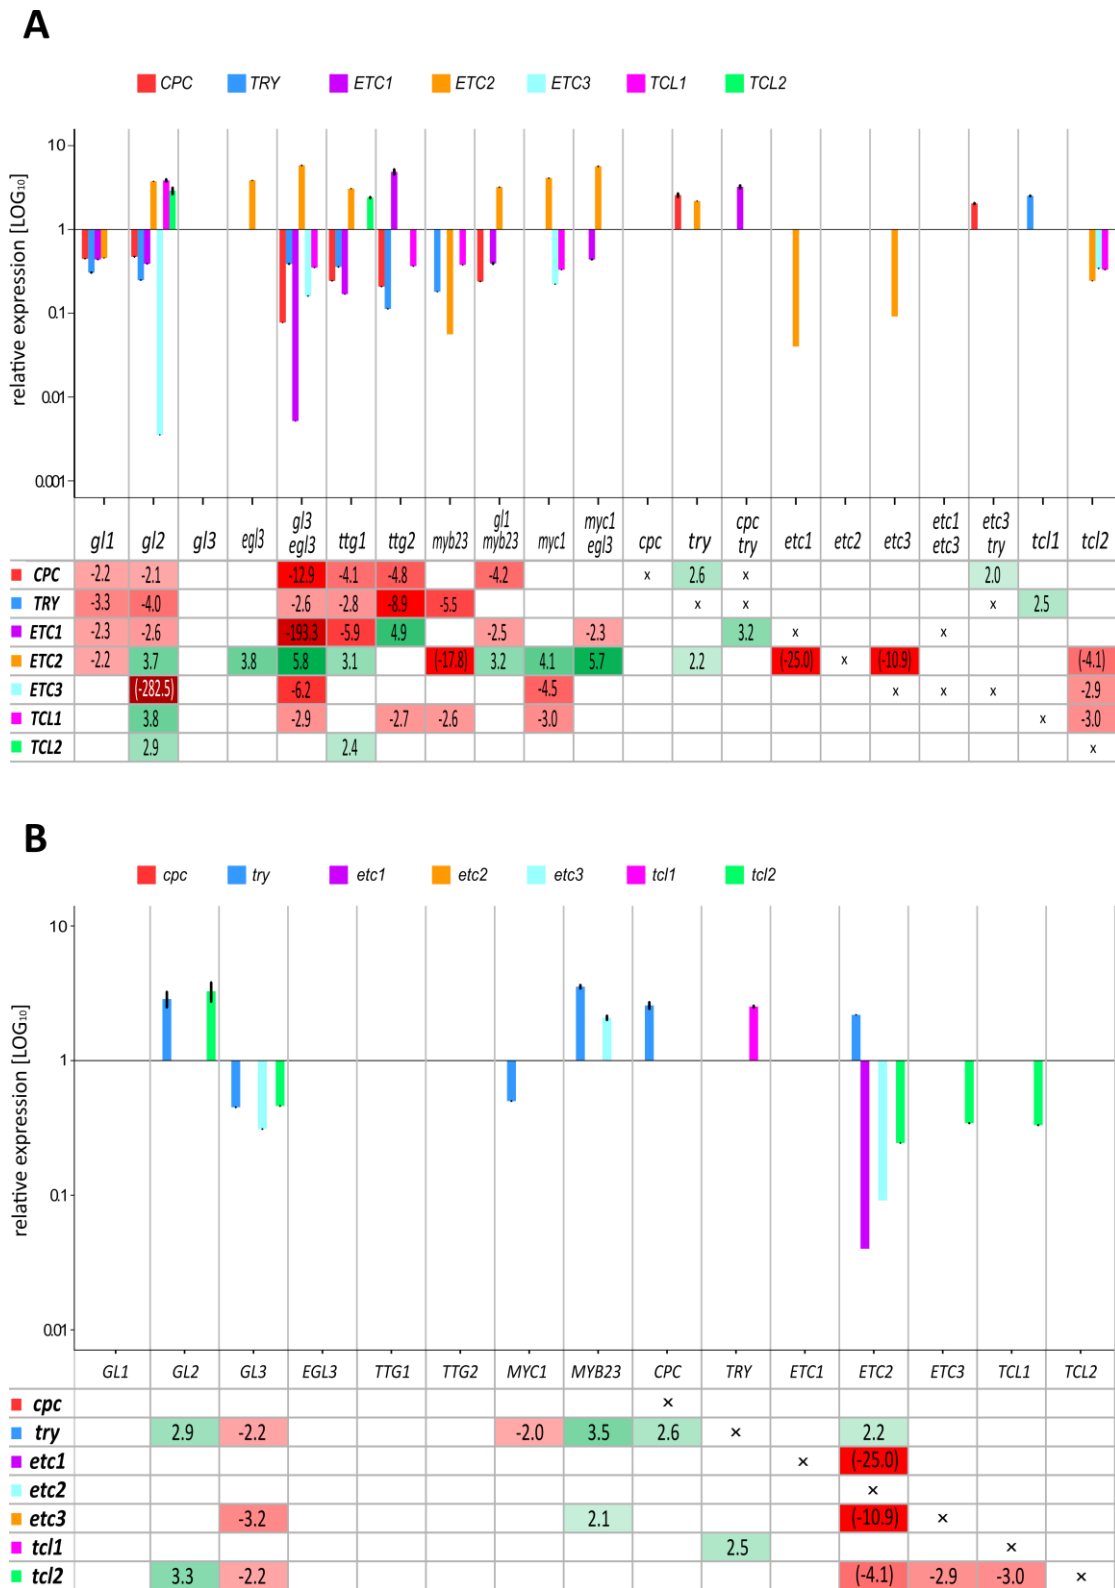 A
CPC TRY ETC1 ETC2 ETC3 TCL1 TCL2
relative expression [LOG₁₀]
10
1
0.1
0.01
0.001
gl1 gl2 gl3 egl3 gl3 egl3 ttg1 ttg2 myb23 gl1 myb23 myc1 myc1 egl3 cpc try cpc try etc1 etc2 etc3 etc1 etc3 etc3 try tcl1 tcl2
CPC -2.2 -2.1 -12.9 -4.1 -4.8 -4.2 x 2.6 x 2.0
TRY -3.3 -4.0 -2.6 -2.8 -8.9 -5.5 x x x 2.5
ETC1 -2.3 -2.6 -193.3 -5.9 4.9 -2.5 -2.3 3.2 x x
ETC2 -2.2 3.7 3.8 5.8 3.1 (-17.8) 3.2 4.1 5.7 2.2 (-25.0) x (-10.9) (-4.1)
ETC3 (-282.5) -6.2 -4.5 x x x -2.9
TCL1 3.8 -2.9 -2.7 -2.6 -3.0 x -3.0
TCL2 2.9 2.4 x
B
cpc try etc1 etc2 etc3 tcl1 tcl2
relative expression [LOG₁₀]
10
1
0.1
0.01
GL1 GL2 GL3 EGL3 TTG1 TTG2 MYC1 MYB23 CPC TRY ETC1 ETC2 ETC3 TCL1 TCL2
cpc ×
try 2.9 -2.2 -2.0 3.5 2.6 × 2.2
etc1 × (-25.0)
etc2 ×
etc3 -3.2 2.1 (-10.9) ×
tcl1 2.5 ×
tcl2 3.3 -2.2 (-4.1) -2.9 -3.0 ×